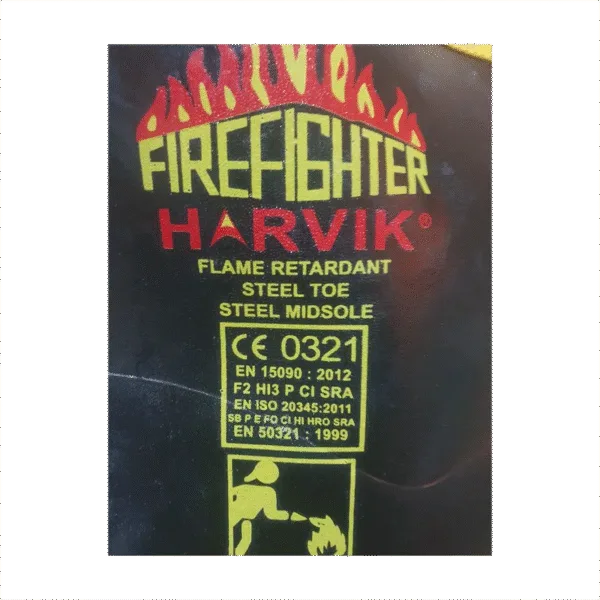 FIREFIGHTER
HARVIK®
FLAME RETARDANT
STEEL TOE
STEEL MIDSOLE
CE 0321
EN 15090 : 2012
F2 HI3 P CI SRA
EN ISO 20345:2011
SB P E FO CI HI HRO SRA
EN 50321 : 1999